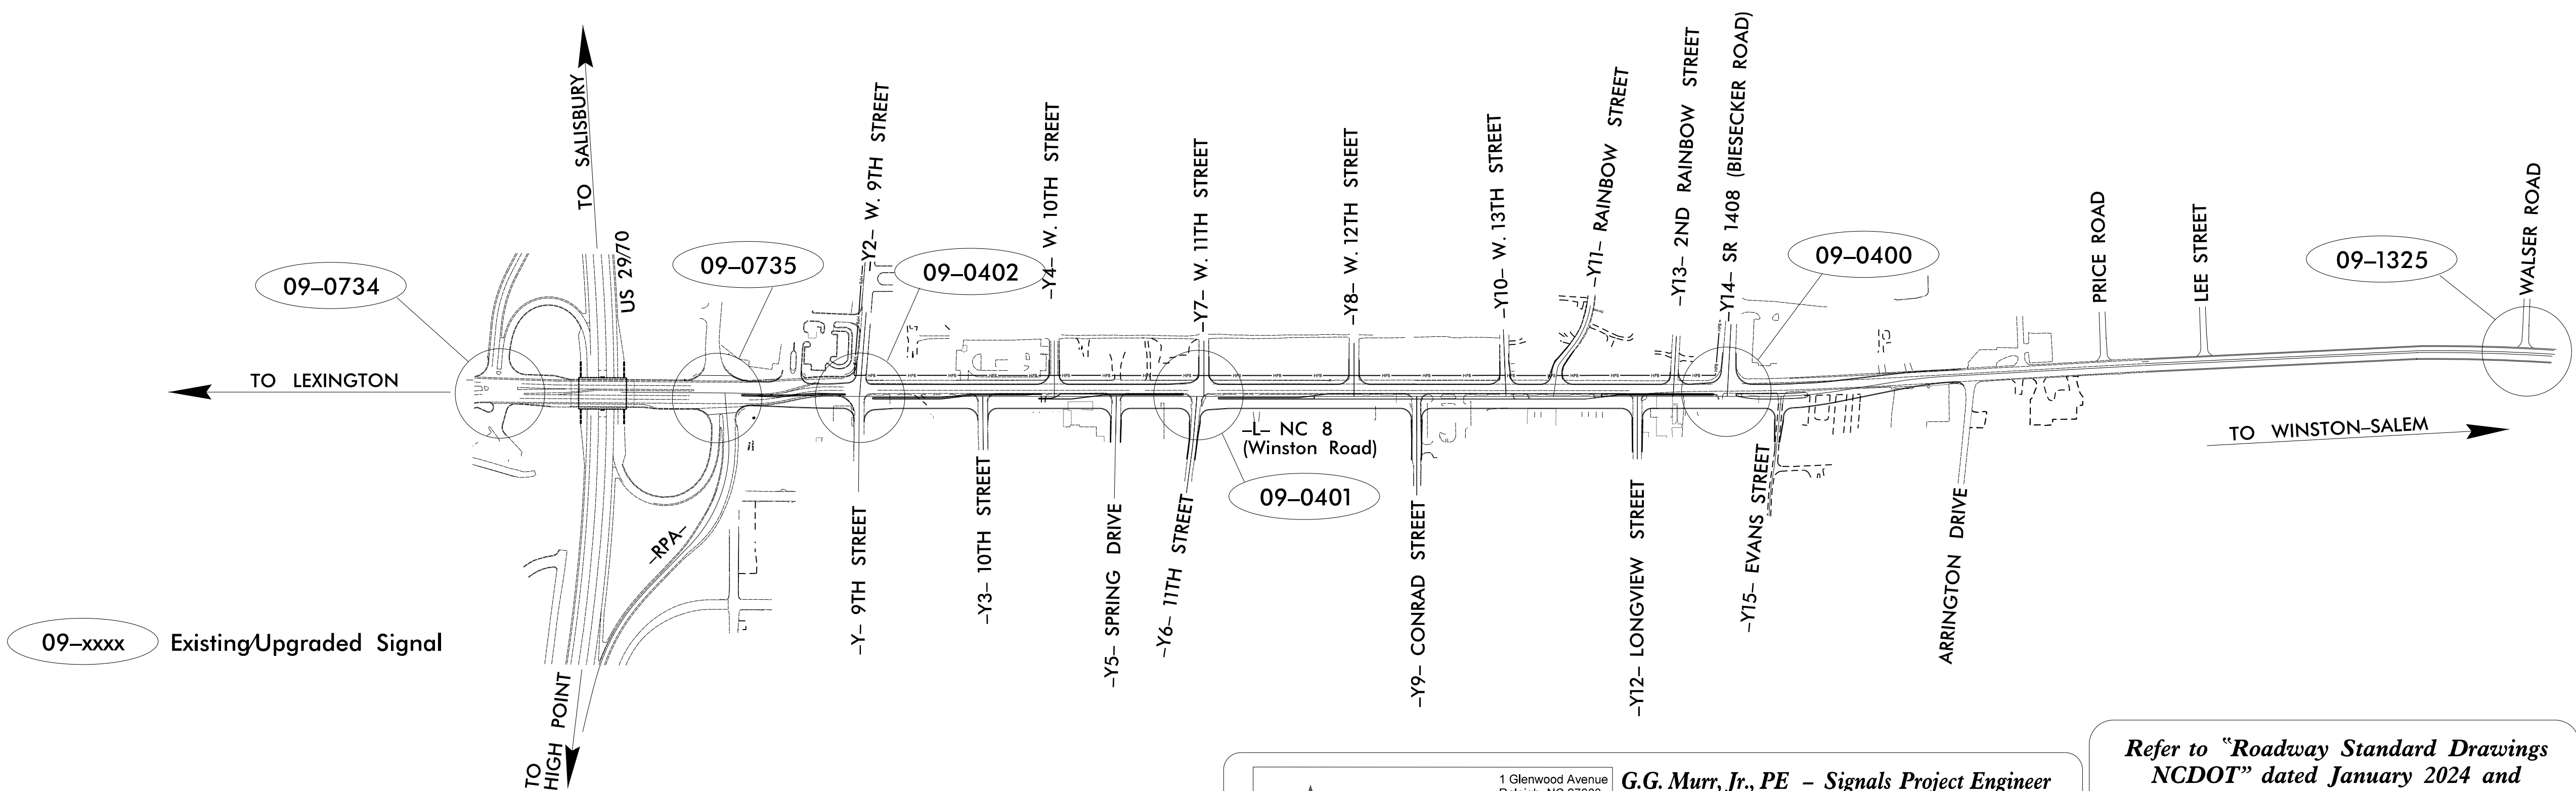 TO SALISBURY
US 29/70
-Y2- W. 9TH STREET
-Y4- W. 10TH STREET
-Y7- W. 11TH STREET
-Y8- W. 12TH STREET
-Y10- W. 13TH STREET
-Y11- RAINBOW STREET
-Y13- 2ND RAINBOW STREET
-Y14- SR 1408 (BIESECKER ROAD)
PRICE ROAD
LEE STREET
WALSER ROAD
09-0734
09-0735
09-0402
09-0400
09-1325
TO LEXINGTON
-L- NC 8
(Winston Road)
TO WINSTON-SALEM
09-0401
-RPA-
-Y- 9TH STREET
-Y3- 10TH STREET
-Y5- SPRING DRIVE
-Y6- 11TH STREET
-Y9- CONRAD STREET
-Y12- LONGVIEW STREET
-Y15- EVANS STREET
ARRINGTON DRIVE
09-xxxx Existing/Upgraded Signal
TO
HIGH POINT
1 Glenwood Avenue
G.G. Murr, Jr., PE - Signals Project Engineer
Refer to "Roadway Standard Drawings
NCDOT" dated January 2024 and